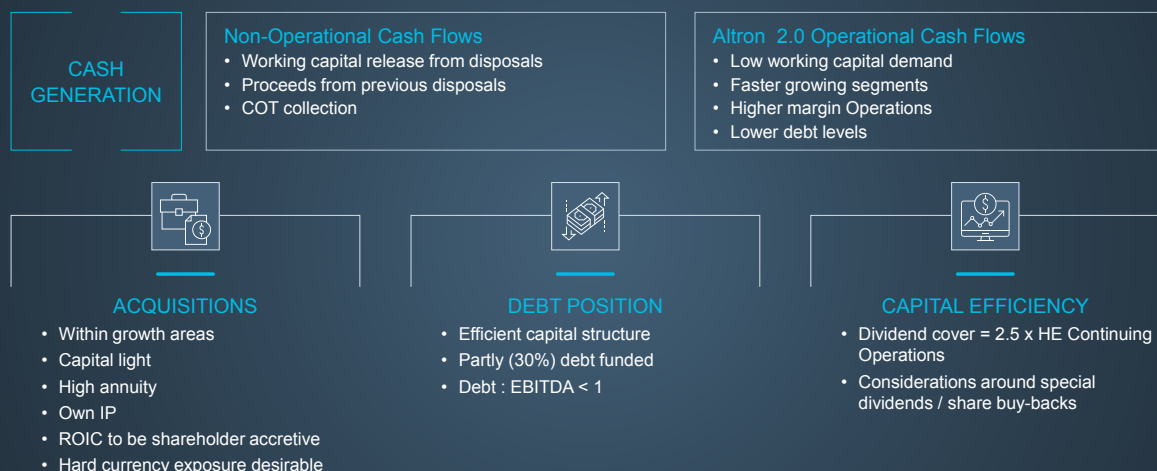 CASH
GENERATION
Non-Operational Cash Flows
• Working capital release from disposals
• Proceeds from previous disposals
• COT collection
Altron 2.0 Operational Cash Flows
• Low working capital demand
• Faster growing segments
• Higher margin Operations
• Lower debt levels
ACQUISITIONS
• Within growth areas
• Capital light
• High annuity
• Own IP
• ROIC to be shareholder accretive
• Hard currency exposure desirable
DEBT POSITION
• Efficient capital structure
• Partly (30%) debt funded
• Debt : EBITDA < 1
CAPITAL EFFICIENCY
• Dividend cover = 2.5 x HE Continuing
Operations
• Considerations around special
dividends / share buy-backs